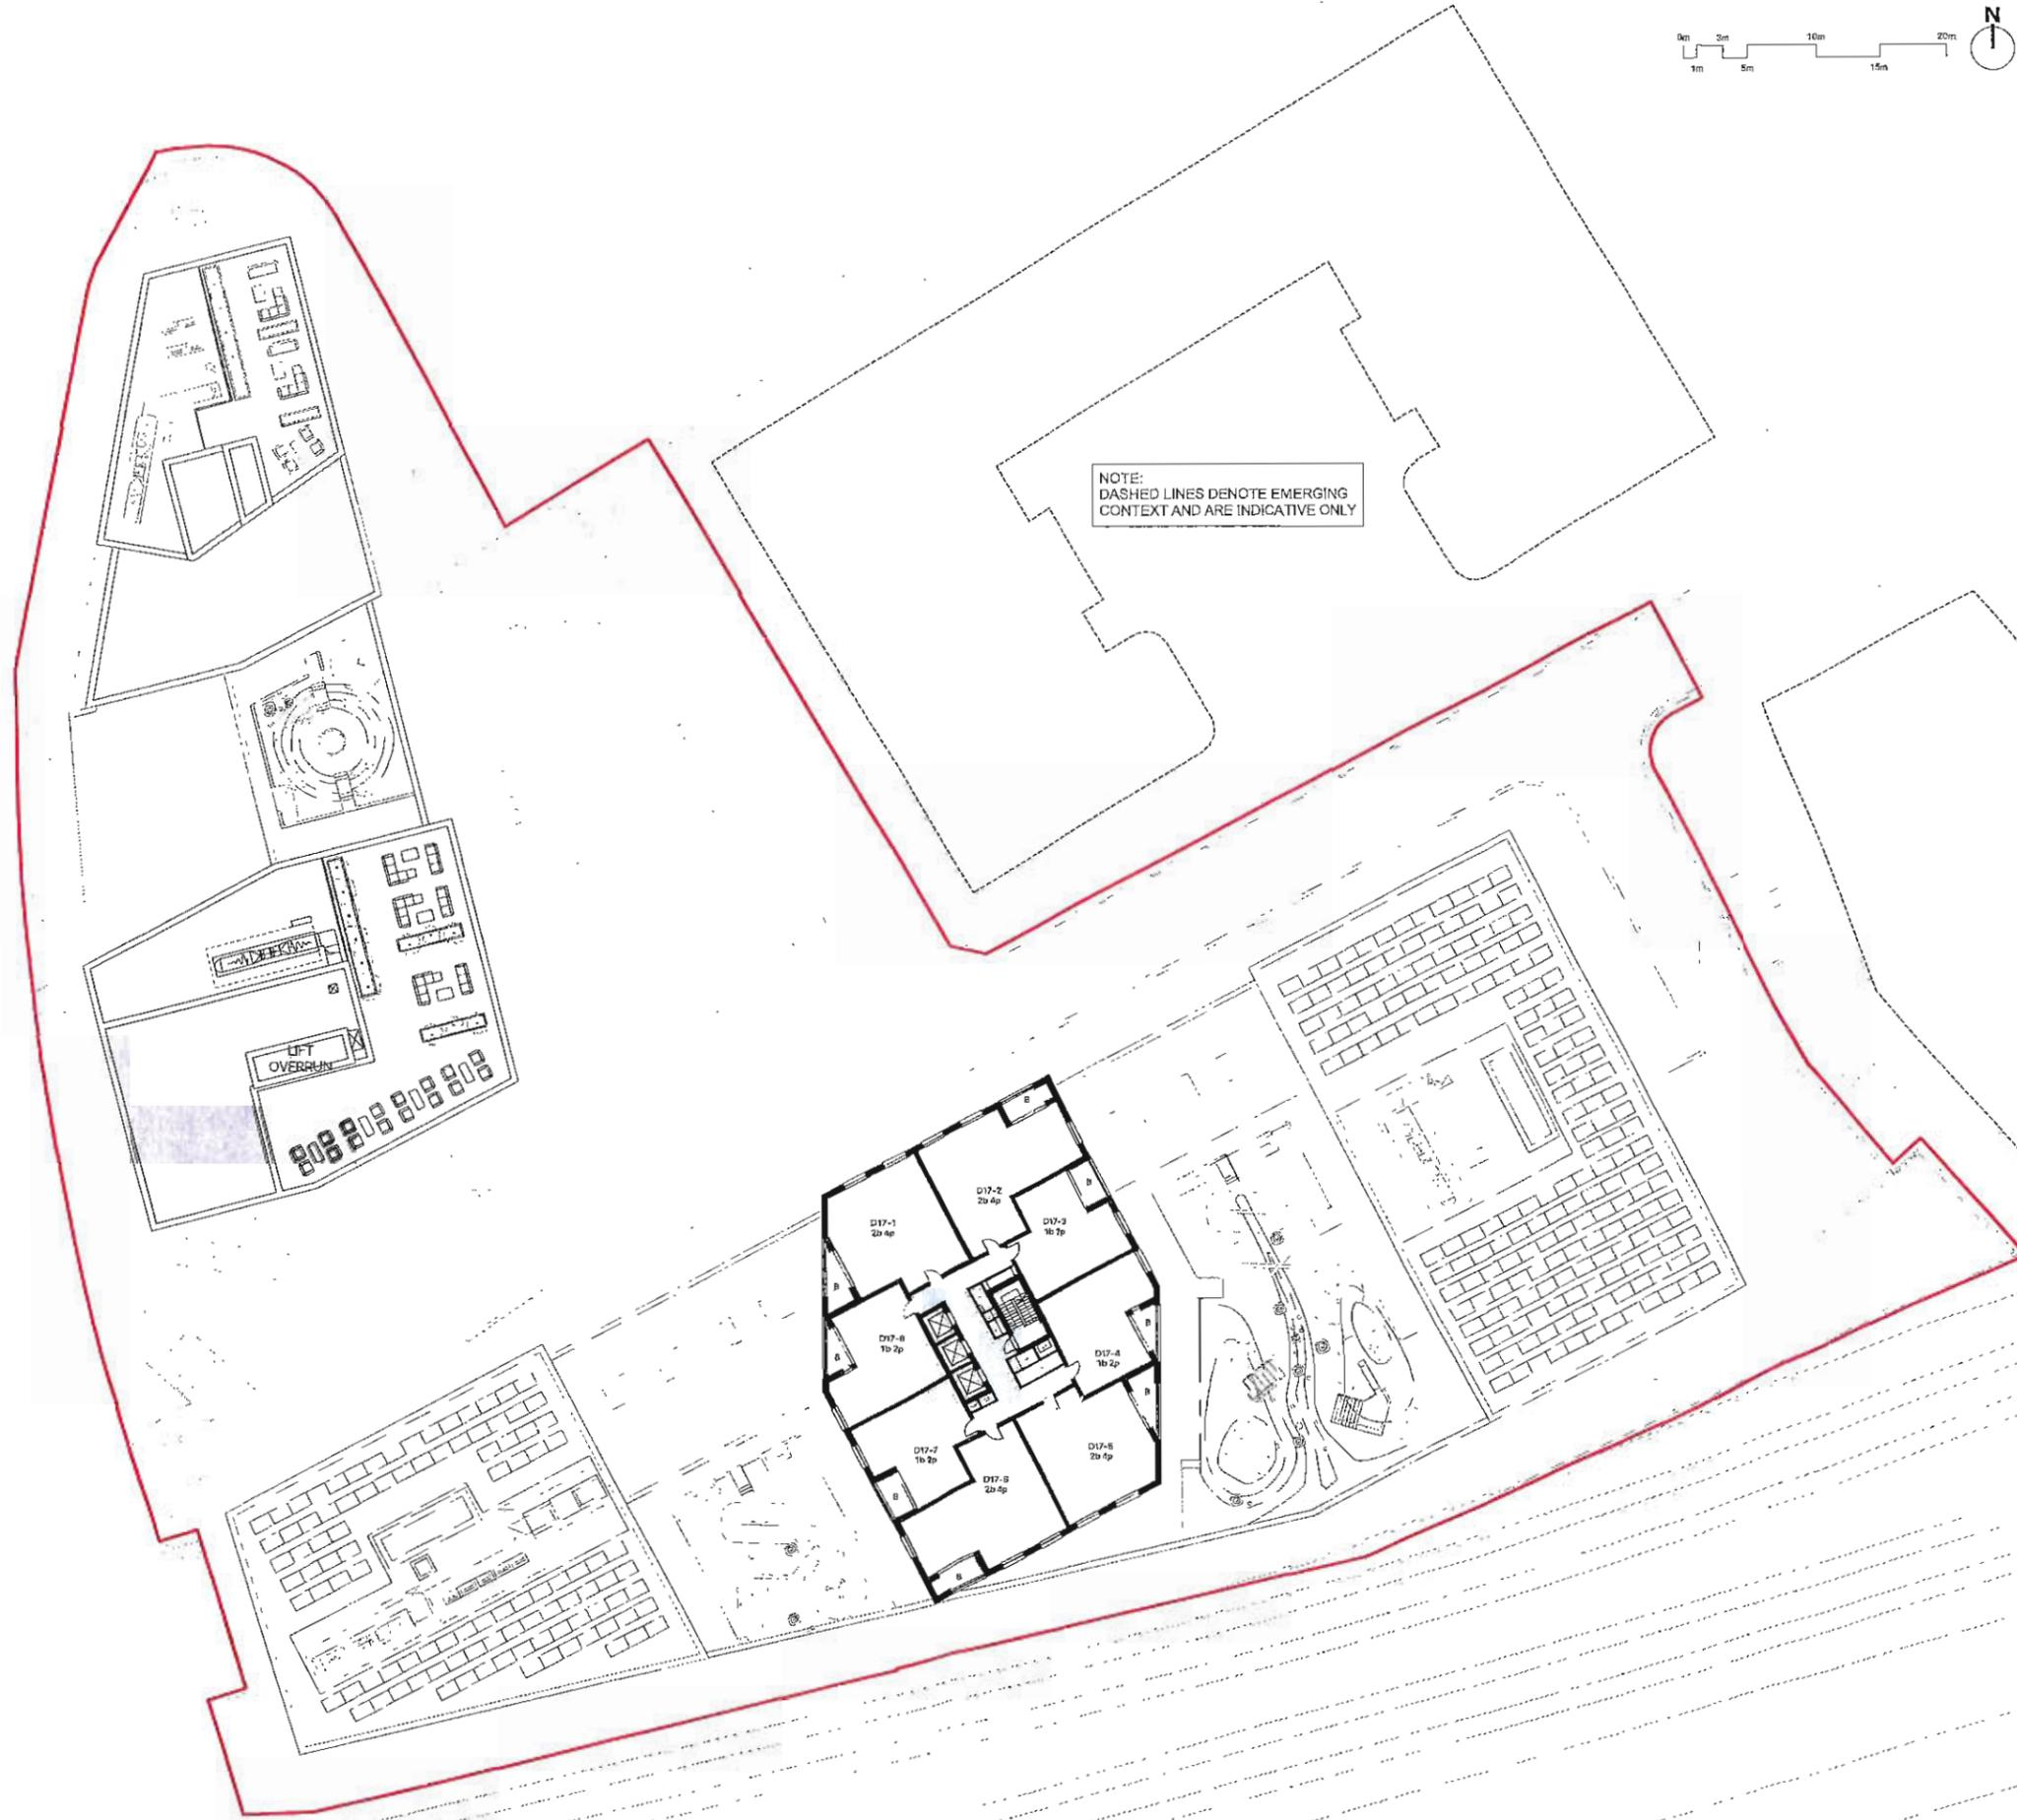 N
0m 3m 10m 20m
1m 5m 15m
NOTE:
DASHED LINES DENOTE EMERGING
CONTEXT AND ARE INDICATIVE ONLY
LIFT
OVERRUN
B
D17-2
2b 4p
B
D17-1
2b 4p
D17-3
1b 2p
B
D17-8
1b 2p
B
B
D17-4
1b 2p
B
D17-7
1b 2p
D17-5
2b 4p
D17-6
2b 4p
B
B